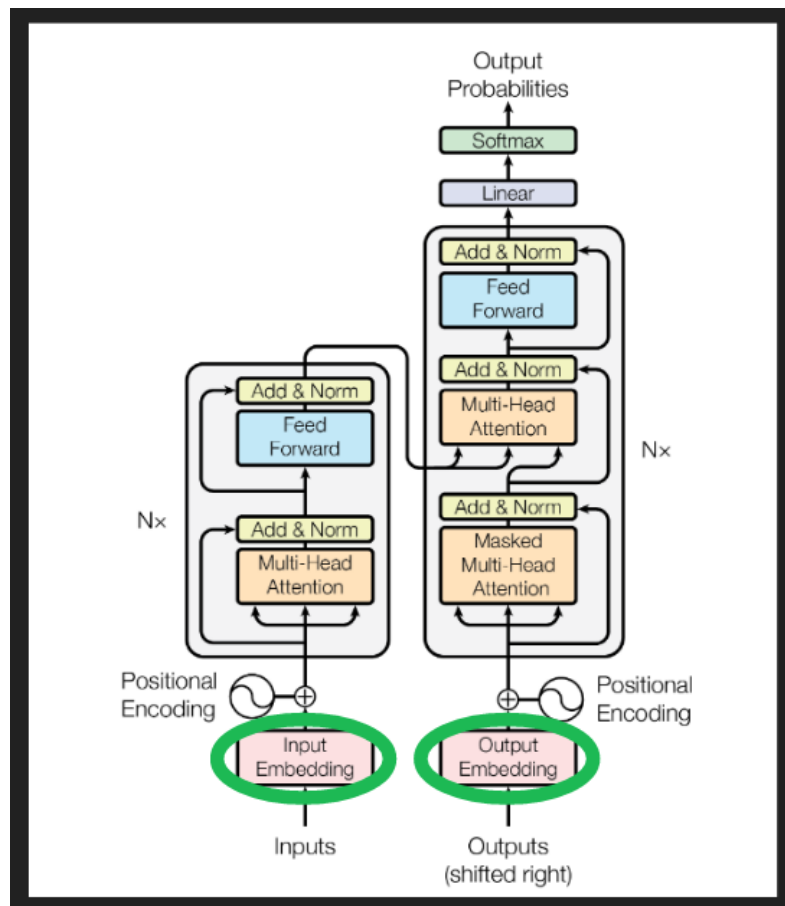 Output
Probabilities
Softmax
Linear
Add & Norm
Feed
Forward
Add & Norm
Multi-Head
Attention
Add & Norm
Masked
Multi-Head
Attention
Nx
Add & Norm
Feed
Forward
Add & Norm
Multi-Head
Attention
Nx
Positional
Encoding
Positional
Encoding
Input
Embedding
Output
Embedding
Inputs
Outputs
(shifted right)